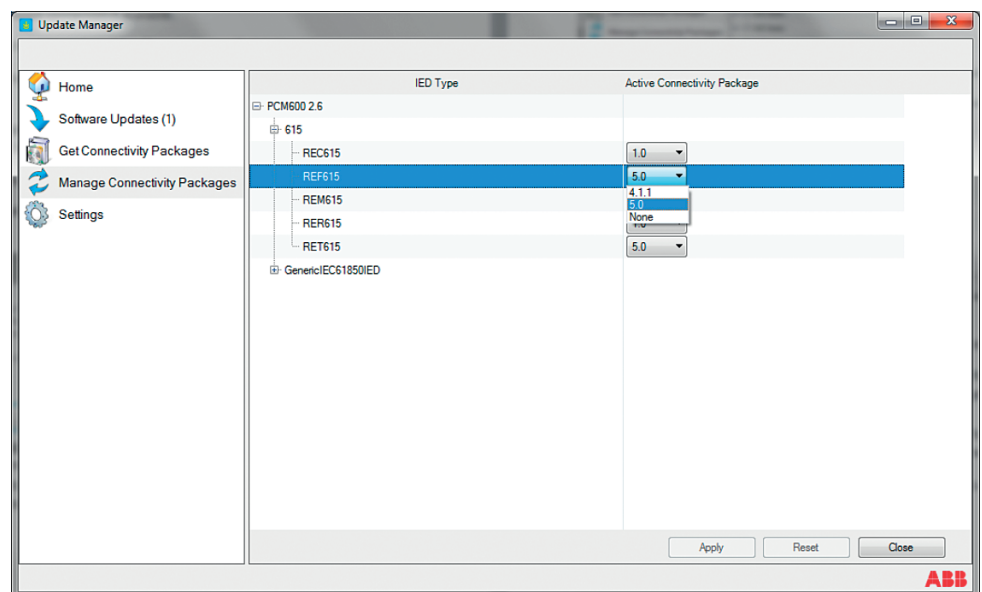 Update Manager
Home
Software Updates (1)
Get Connectivity Packages
Manage Connectivity Packages
Settings
IED Type Active Connectivity Package
PCM600 2.6
615
REC615 1.0
REF615 5.0
4.1.1
5.0
None
REM615
RER615
RET615 5.0
GenericIEC61850IED
Apply Reset Close
ABB